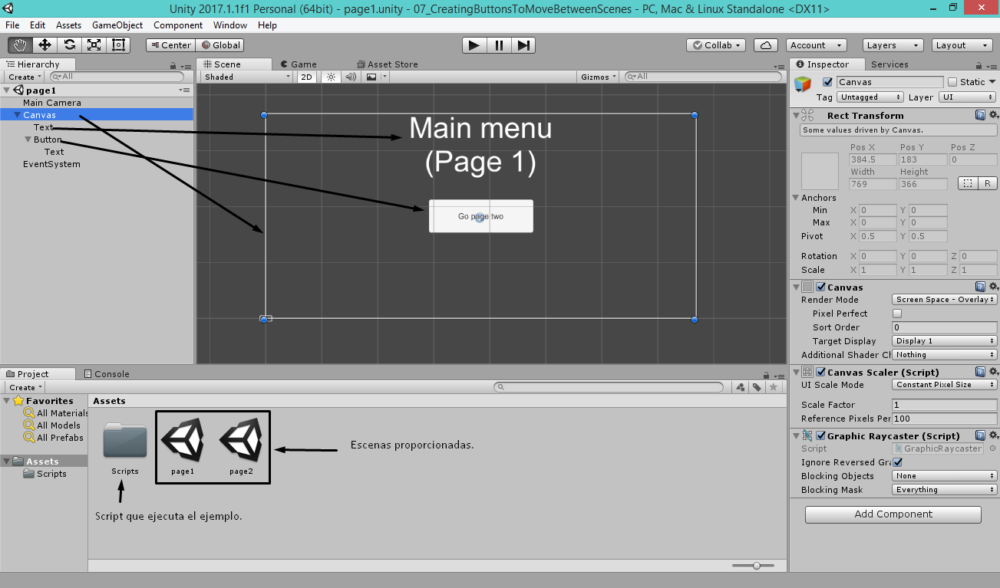 Unity 2017.1.1f1 Personal (64bit) - page1.unity - 07_CreatingButtonsToMoveBetweenScenes - PC, Mac & Linux Standalone <DX11>
File Edit Assets GameObject Component Window Help
Center Global Collab Account Layers Layout
Hierarchy
Create All
page1
Main Camera
Canvas
Text
Button
Text
EventSystem
Scene Game Asset Store
Shaded 2D Gizmos All
Main menu
(Page 1)
Go page two
Inspector Services
Canvas Static
Tag Untagged Layer UI
Rect Transform
Some values driven by Canvas.
Pos X Pos Y Pos Z
384.5 183 0
Width Height
769 366 R
Anchors
Min X 0 Y 0
Max X 0 Y 0
Pivot X 0.5 Y 0.5
Rotation X 0 Y 0 Z 0
Scale X 1 Y 1 Z 1
Canvas
Render Mode Screen Space - Overlay
Pixel Perfect
Sort Order 0
Target Display Display 1
Additional Shader Ch Nothing
Canvas Scaler (Script)
UI Scale Mode Constant Pixel Size
Scale Factor 1
Reference Pixels Per 100
Graphic Raycaster (Script)
Script GraphicRaycaster
Ignore Reversed Gra
Blocking Objects None
Blocking Mask Everything
Add Component
Project Console
Create
Favorites
All Materials
All Models
All Prefabs
Assets
Scripts
Assets
Scripts page1 page2
Escenas proporcionadas.
Script que ejecuta el ejemplo.